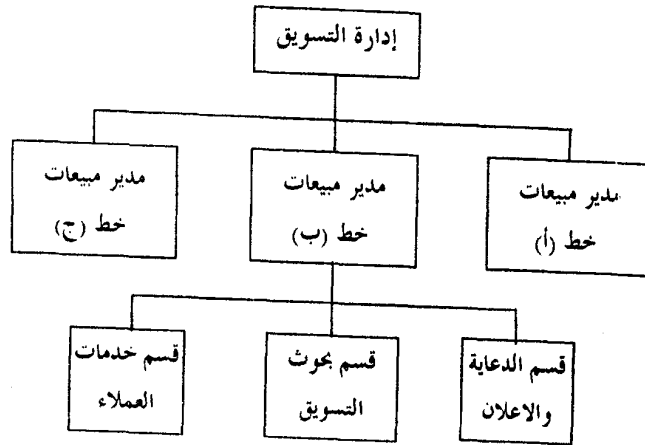 إدارة التسويق
مدير مبيعات
خط (أ)
مدير مبيعات
خط (ب)
مدير مبيعات
خط (ج)
قسم الدعاية
والاعلان
قسم بحوث
التسويق
قسم خدمات
العملاء